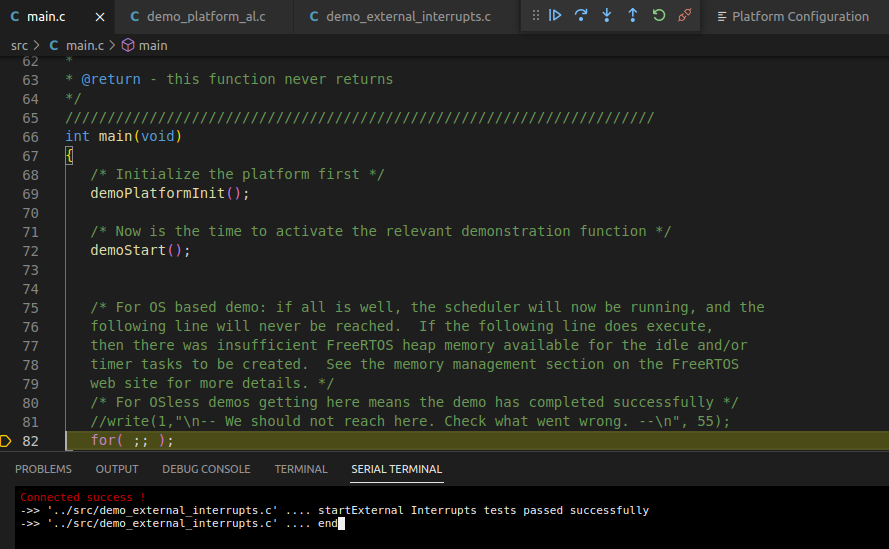 main.c
demo_platform_al.c
demo_external_interrupts.c
Platform Configuration
src > C main.c > main
62 *
63 * @return - this function never returns
64 */
65 //////////////////////////////////////////////////////////////////////
66 int main(void)
67 {
68 /* Initialize the platform first */
69 demoPlatformInit();
70
71 /* Now is the time to activate the relevant demonstration function */
72 demoStart();
73
74
75 /* For OS based demo: if all is well, the scheduler will now be running, and the
76 following line will never be reached.  If the following line does execute,
77 then there was insufficient FreeRTOS heap memory available for the idle and/or
78 timer tasks to be created.  See the memory management section on the FreeRTOS
79 web site for more details. */
80 /* For OSless demos getting here means the demo has completed successfully */
81 //write(1,"\n-- We should not reach here. Check what went wrong. --\n", 55);
82 for( ;; );
PROBLEMS OUTPUT DEBUG CONSOLE TERMINAL SERIAL TERMINAL
Connected success !
->> '../src/demo_external_interrupts.c' .... startExternal Interrupts tests passed successfully
->> '../src/demo_external_interrupts.c' .... end